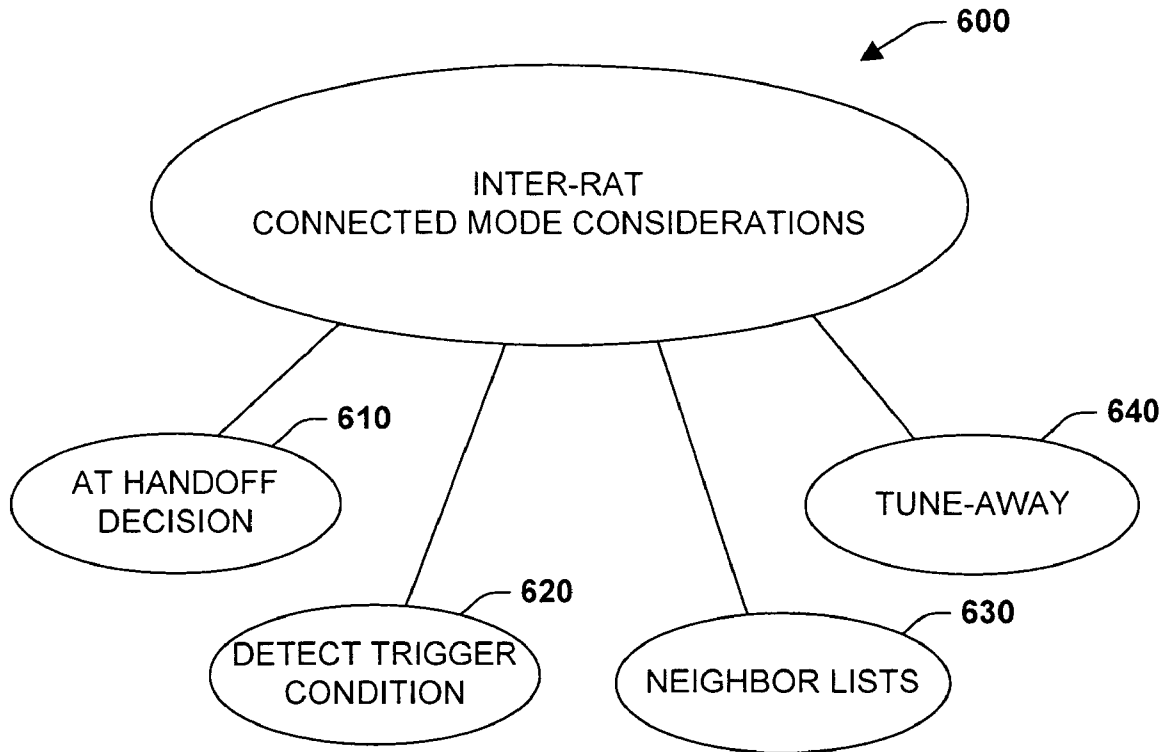 600
INTER-RAT
CONNECTED MODE CONSIDERATIONS
610
AT HANDOFF
DECISION
620
DETECT TRIGGER
CONDITION
630
NEIGHBOR LISTS
640
TUNE-AWAY